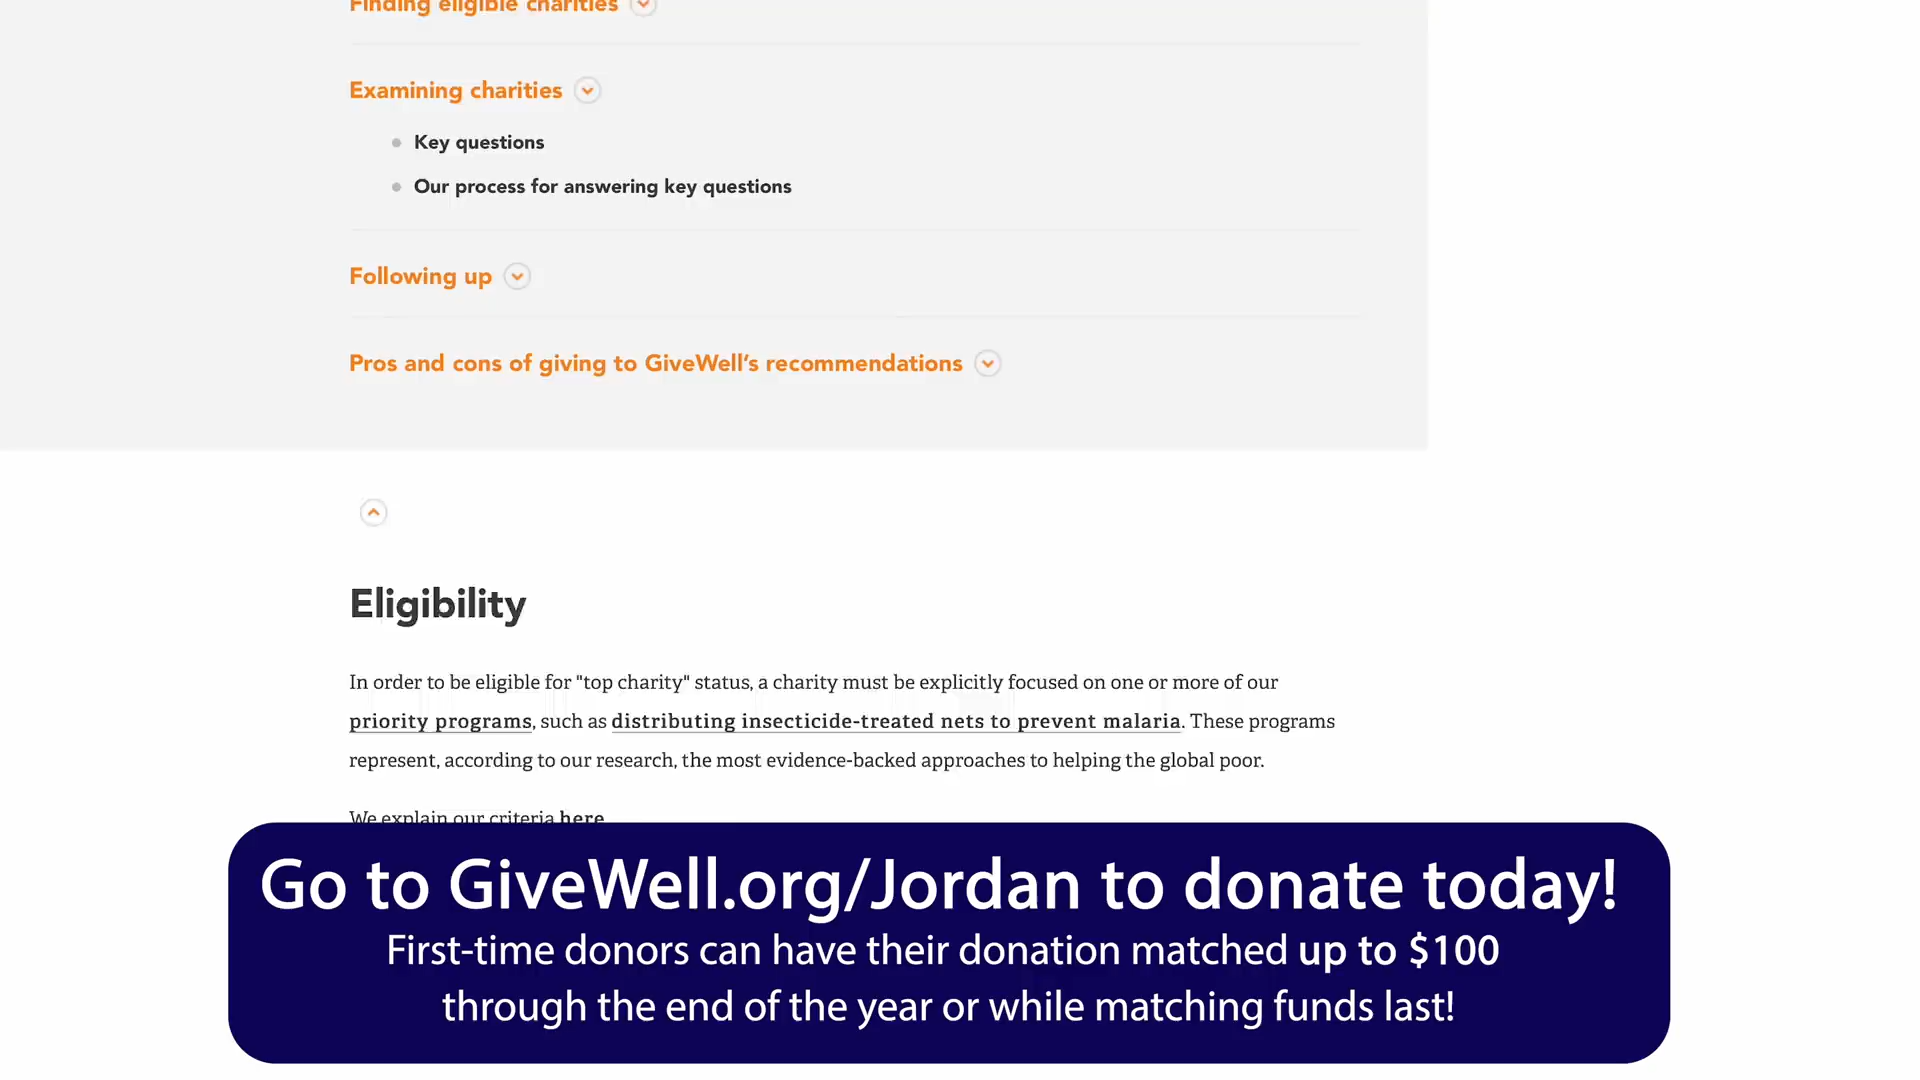 Finding eligible charities
Examining charities
Key questions
Our process for answering key questions
Following up
Pros and cons of giving to GiveWell’s recommendations
Eligibility
In order to be eligible for "top charity" status, a charity must be explicitly focused on one or more of our
priority programs, such as distributing insecticide-treated nets to prevent malaria. These programs
represent, according to our research, the most evidence-backed approaches to helping the global poor.
We explain our criteria here
Go to GiveWell.org/Jordan to donate today!
First-time donors can have their donation matched up to $100
through the end of the year or while matching funds last!